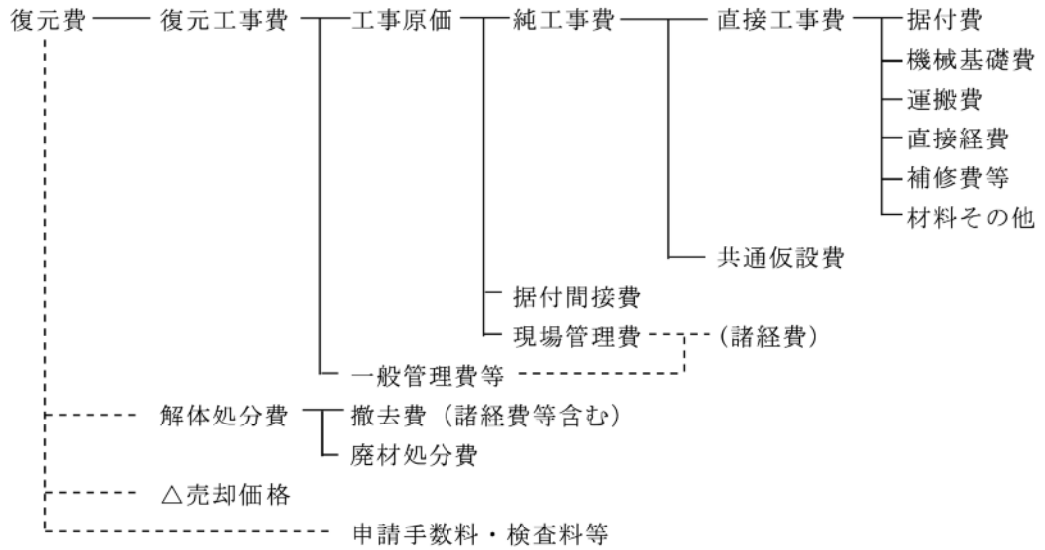 復元費 復元工事費 工事原価 純工事費 直接工事費 据付費
機械基礎費
運搬費
直接経費
補修費等
材料その他
共通仮設費
据付間接費
現場管理費 (諸経費)
一般管理費等
解体処分費 撤去費（諸経費等含む）
廃材処分費
△売却価格
申請手数料・検査料等